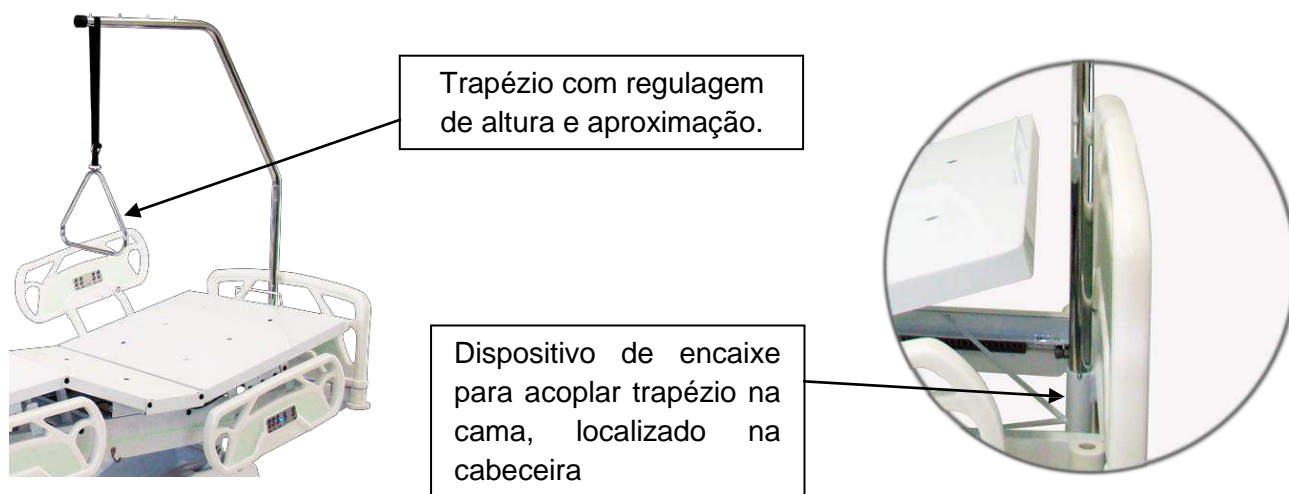 Trapézio com regulagem
de altura e aproximação.
Dispositivo de encaixe
para acoplar trapézio na
cama, localizado na
cabeceira